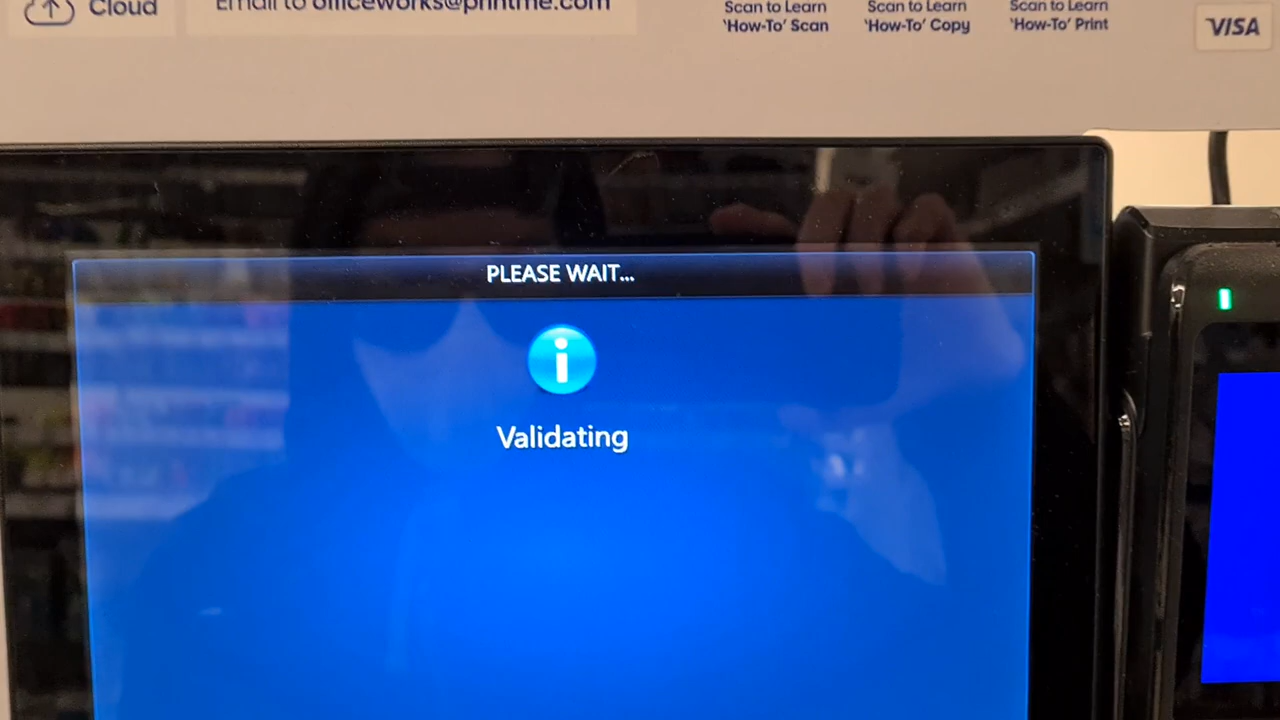 Cloud
Email to officeworks@printme.com
Scan to Learn
'How-To' Scan
Scan to Learn
'How-To' Copy
Scan to Learn
'How-To' Print
VISA
PLEASE WAIT...
i
Validating